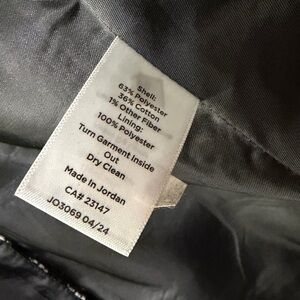 Shell:
63% Polyester
36% Cotton
1% Other Fiber
Lining:
100% Polyester
Turn Garment Inside
Out
Dry Clean
Made in Jordan
CA# 23147
JO3069 04/24